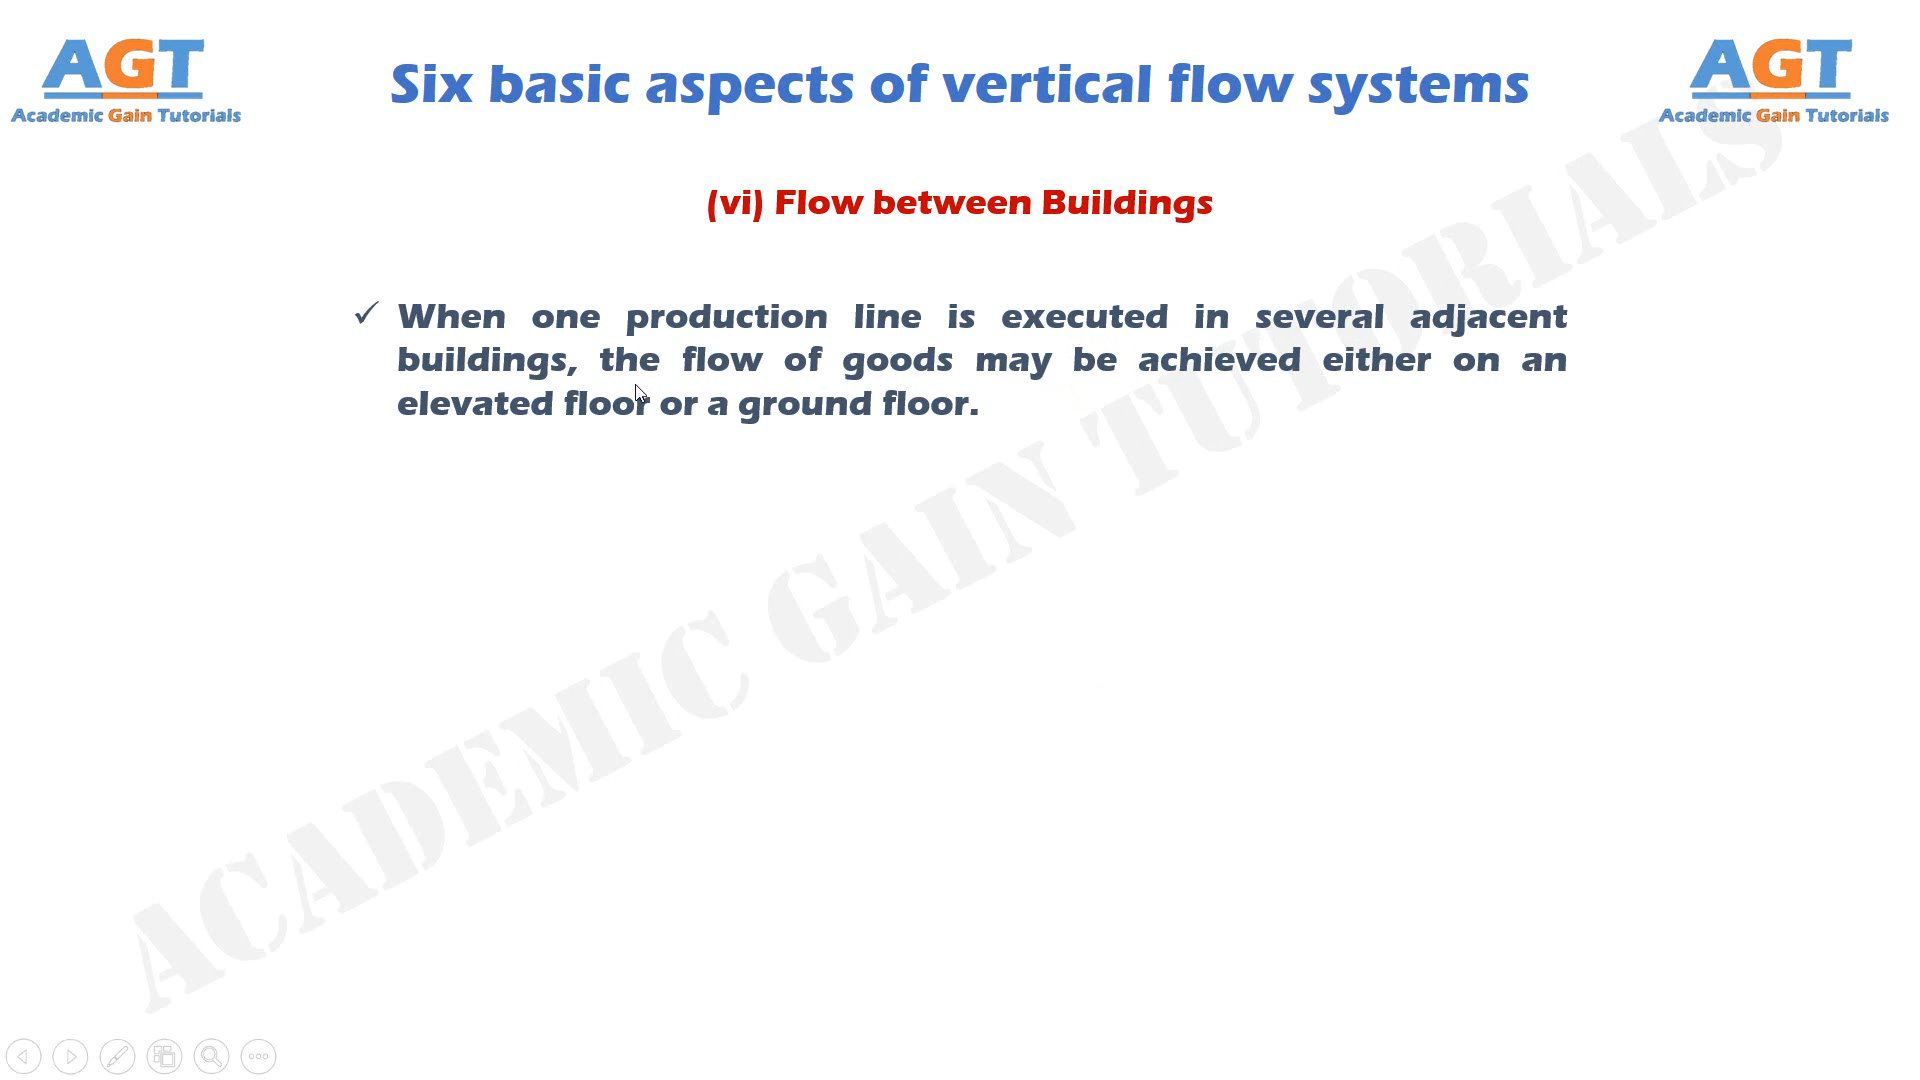 AGT
Academic Gain Tutorials
Six basic aspects of vertical flow systems
AGT
Academic Gain Tutorials
(vi) Flow between Buildings
✓ When one production line is executed in several adjacent
buildings, the flow of goods may be achieved either on an
elevated floor or a ground floor.
ACADEMIC GAIN TUTORIALS